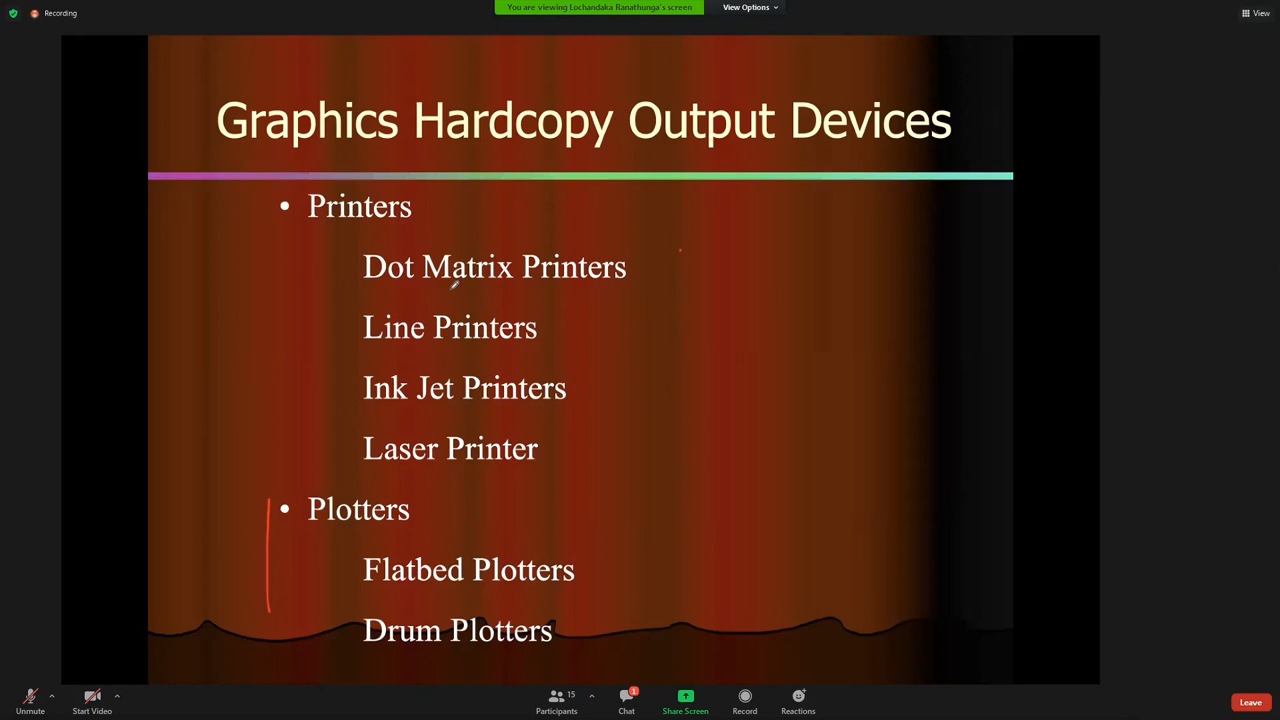 Recording
You are viewing Lochandaka Ranathunga's screen
View Options
View
Graphics Hardcopy Output Devices
• Printers
Dot Matrix Printers
Line Printers
Ink Jet Printers
Laser Printer
• Plotters
Flatbed Plotters
Drum Plotters
Unmute
Start Video
15
Participants
1
Chat
Share Screen
Record
Reactions
Leave